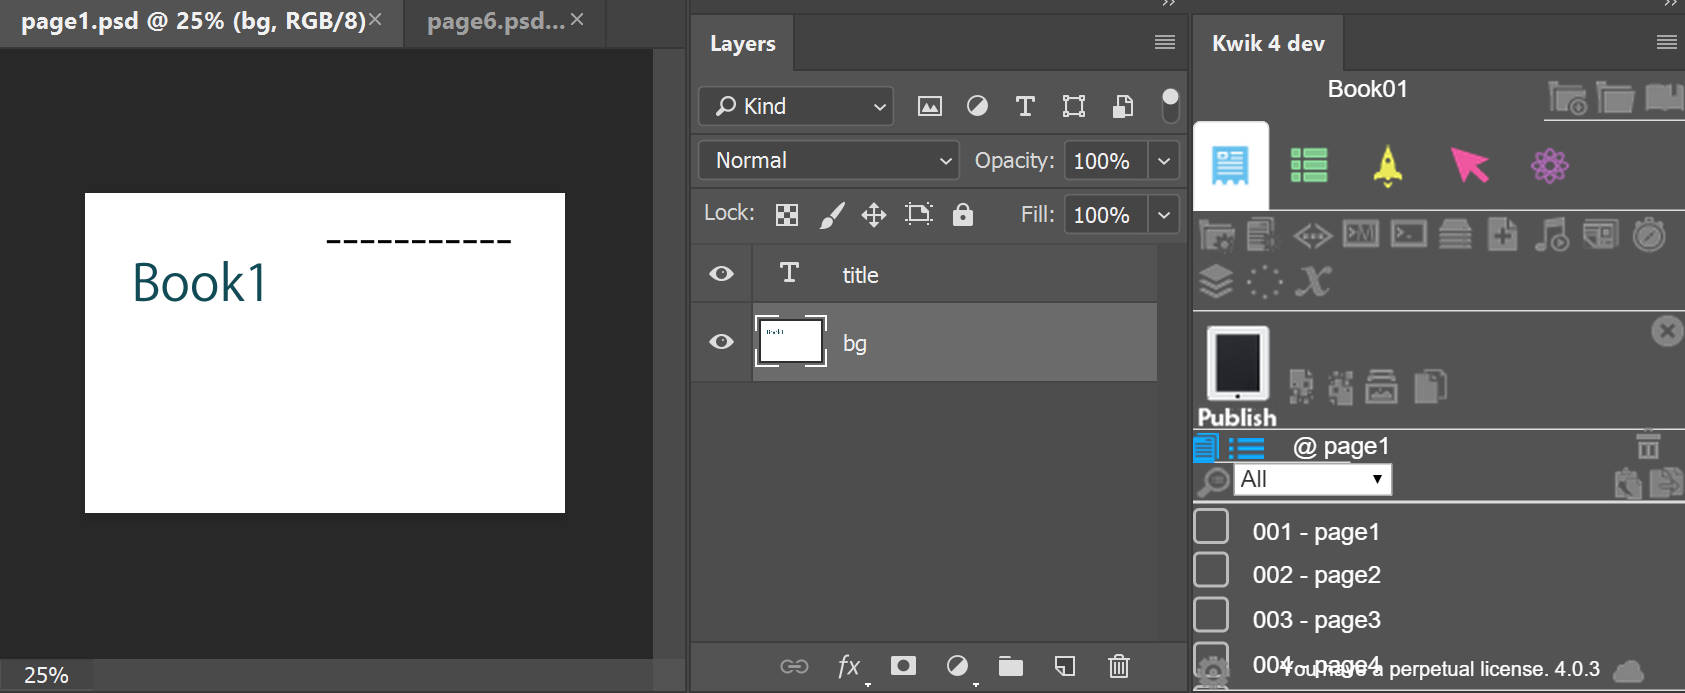 page1.psd @ 25% (bg, RGB/8)
page6.psd...
Book1
25%
Layers
Kind
Normal
Opacity: 100%
Lock:
Fill: 100%
title
bg
fx
Kwik 4 dev
Book01
Publish
@ page1
All
001 - page1
002 - page2
003 - page3
004 - page4
You have a perpetual license. 4.0.3